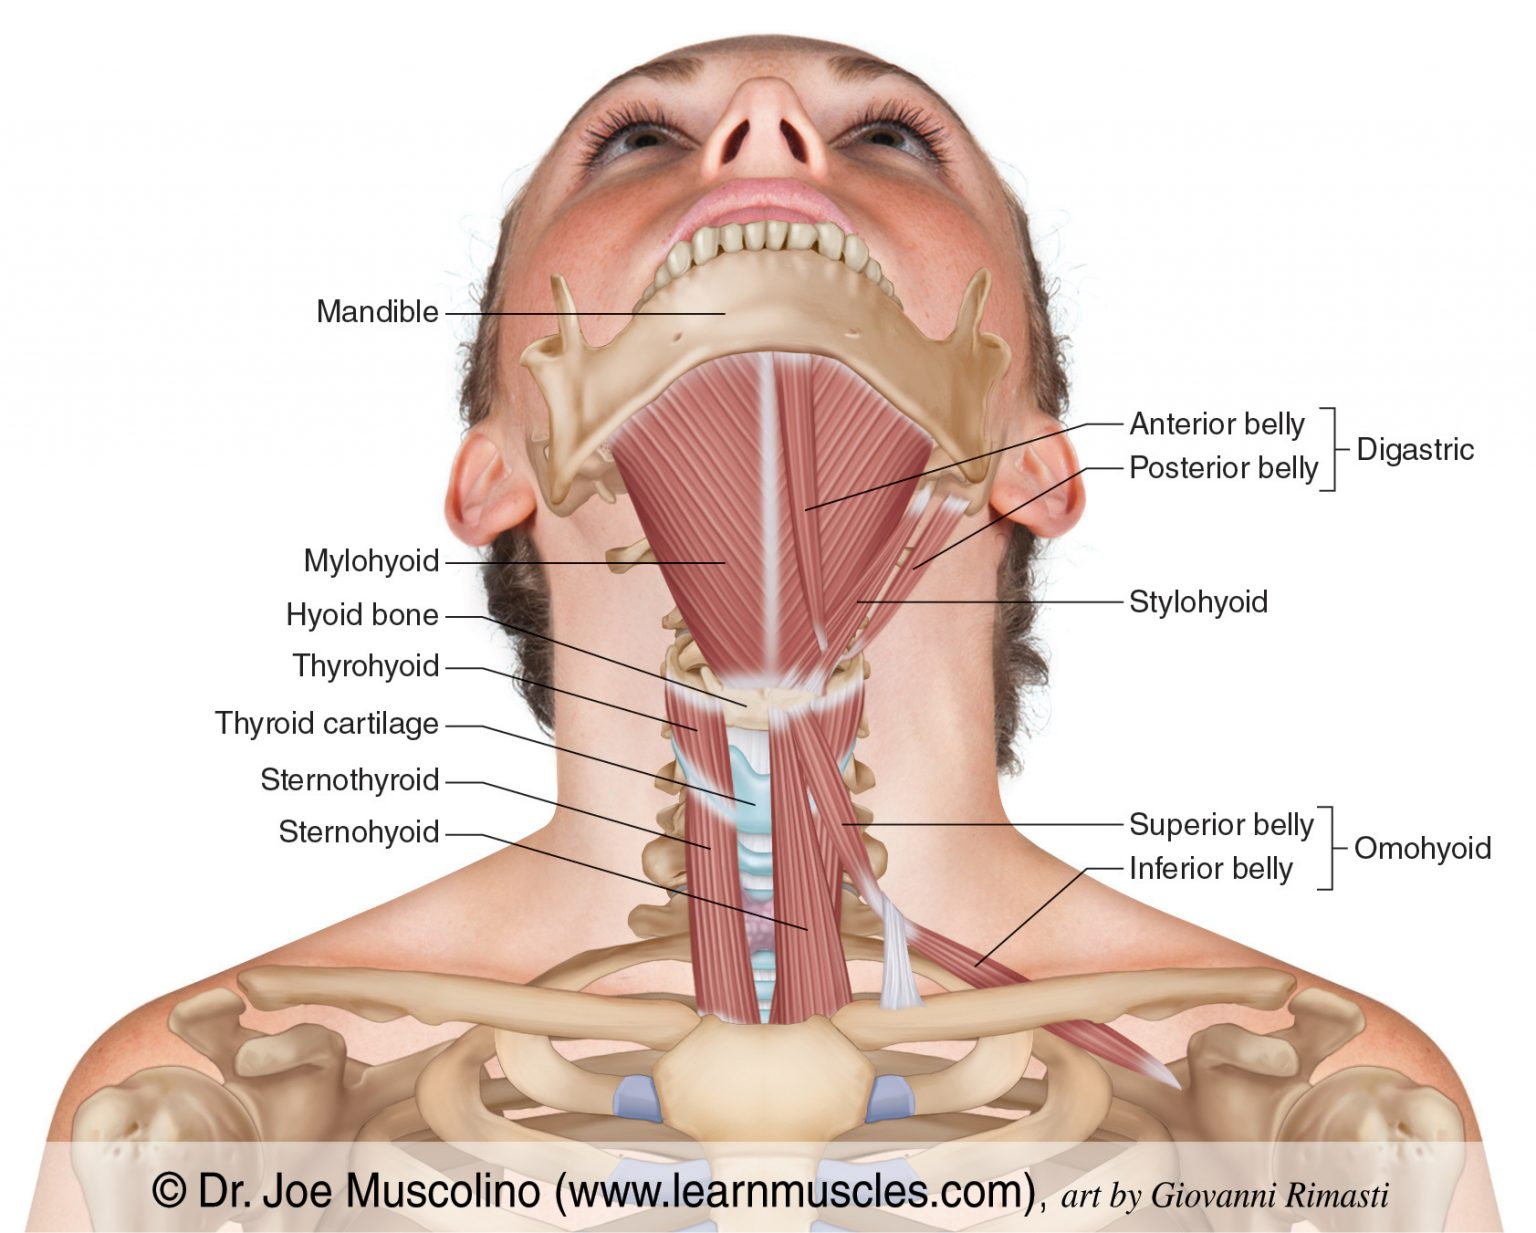 Mandible
Mylohyoid
Hyoid bone
Thyrohyoid
Thyroid cartilage
Sternothyroid
Sternohyoid
Anterior belly
Posterior belly
Digastric
Stylohyoid
Superior belly
Inferior belly
Omohyoid
© Dr. Joe Muscolino (www.learnmuscles.com), art by Giovanni Rimasti